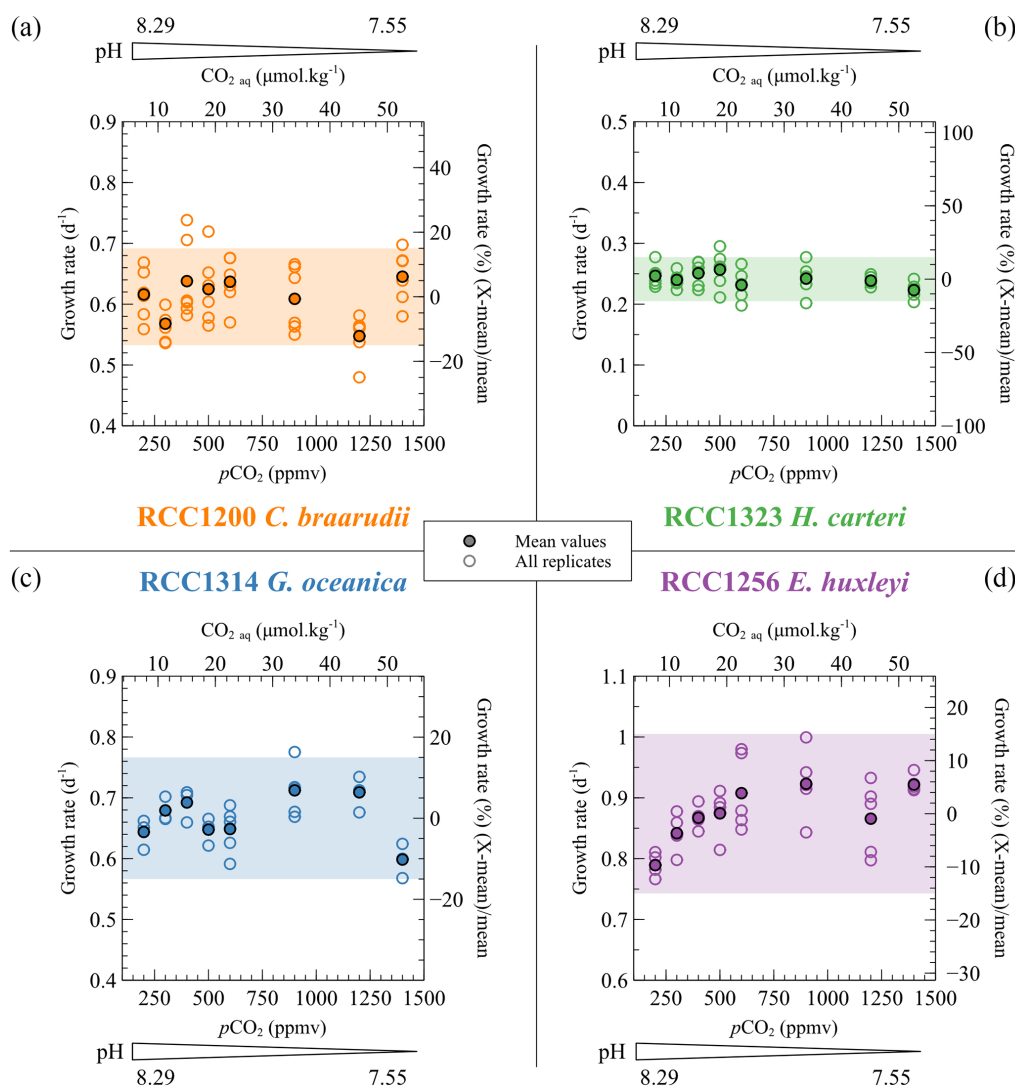 (a)
8.29 7.55
pH
CO2 aq (μmol.kg-1)
10 20 30 40 50
0.9
0.8
0.7
0.6
0.5
0.4
Growth rate (d-1)
40
20
0
−20
Growth rate (%) (X-mean)/mean
250 500 750 1000 1250 1500
pCO2 (ppmv)
RCC1200 C. braarudii
(b)
8.29 7.55
pH
CO2 aq (μmol.kg-1)
10 20 30 40 50
0.5
0.4
0.3
0.2
0.1
0
Growth rate (d-1)
100
50
0
−50
−100
Growth rate (%) (X-mean)/mean
250 500 750 1000 1250 1500
pCO2 (ppmv)
RCC1323 H. carteri
Mean values
All replicates
(c)
RCC1314 G. oceanica
CO2 aq (μmol.kg-1)
10 20 30 40 50
0.9
0.8
0.7
0.6
0.5
0.4
Growth rate (d-1)
20
0
−20
Growth rate (%) (X-mean)/mean
250 500 750 1000 1250 1500
pCO2 (ppmv)
pH
8.29 7.55
(d)
RCC1256 E. huxleyi
CO2 aq (μmol.kg-1)
10 20 30 40 50
1.1
1
0.9
0.8
0.7
0.6
Growth rate (d-1)
20
10
0
−10
−20
−30
Growth rate (%) (X-mean)/mean
250 500 750 1000 1250 1500
pCO2 (ppmv)
pH
8.29 7.55